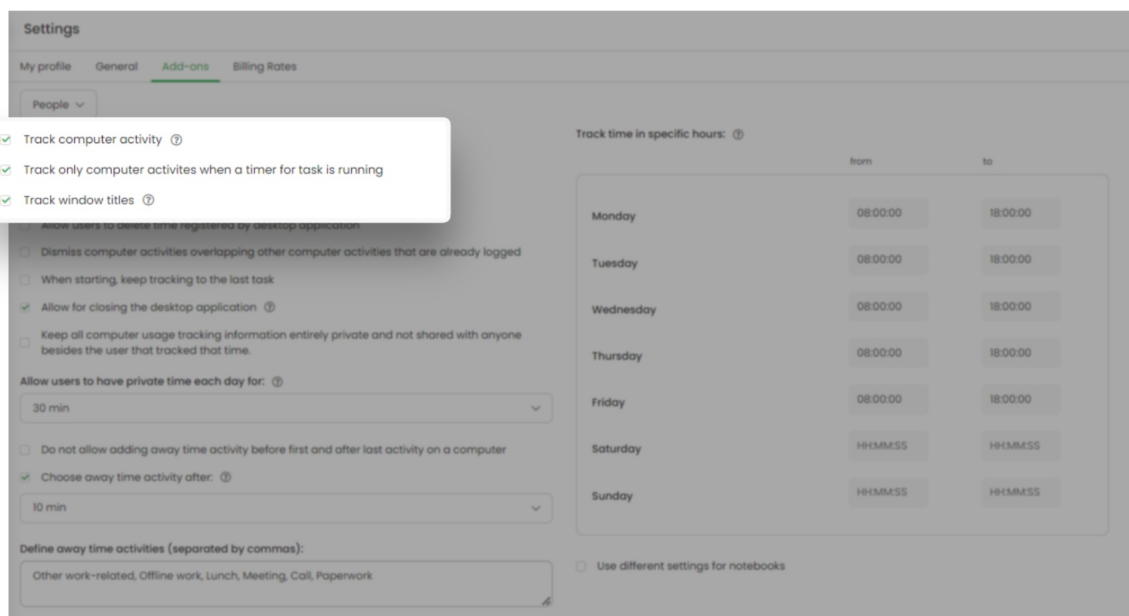 Settings
My profile General Add-ons Billing Rates
People
Track computer activity
Track only computer activites when a timer for task is running
Track window titles
Allow users to delete time registered by desktop application
Dismiss computer activities overlapping other computer activities that are already logged
When starting, keep tracking to the last task
Allow for closing the desktop application
Keep all computer usage tracking information entirely private and not shared with anyone
besides the user that tracked that time.
Allow users to have private time each day for:
30 min
Do not allow adding away time activity before first and after last activity on a computer
Choose away time activity after:
10 min
Define away time activities (separated by commas):
Other work-related, Offline work, Lunch, Meeting, Call, Paperwork
Track time in specific hours:
from to
Monday 08:00:00 18:00:00
Tuesday 08:00:00 18:00:00
Wednesday 08:00:00 18:00:00
Thursday 08:00:00 18:00:00
Friday 08:00:00 18:00:00
Saturday HH:MM:SS HH:MM:SS
Sunday HH:MM:SS HH:MM:SS
Use different settings for notebooks